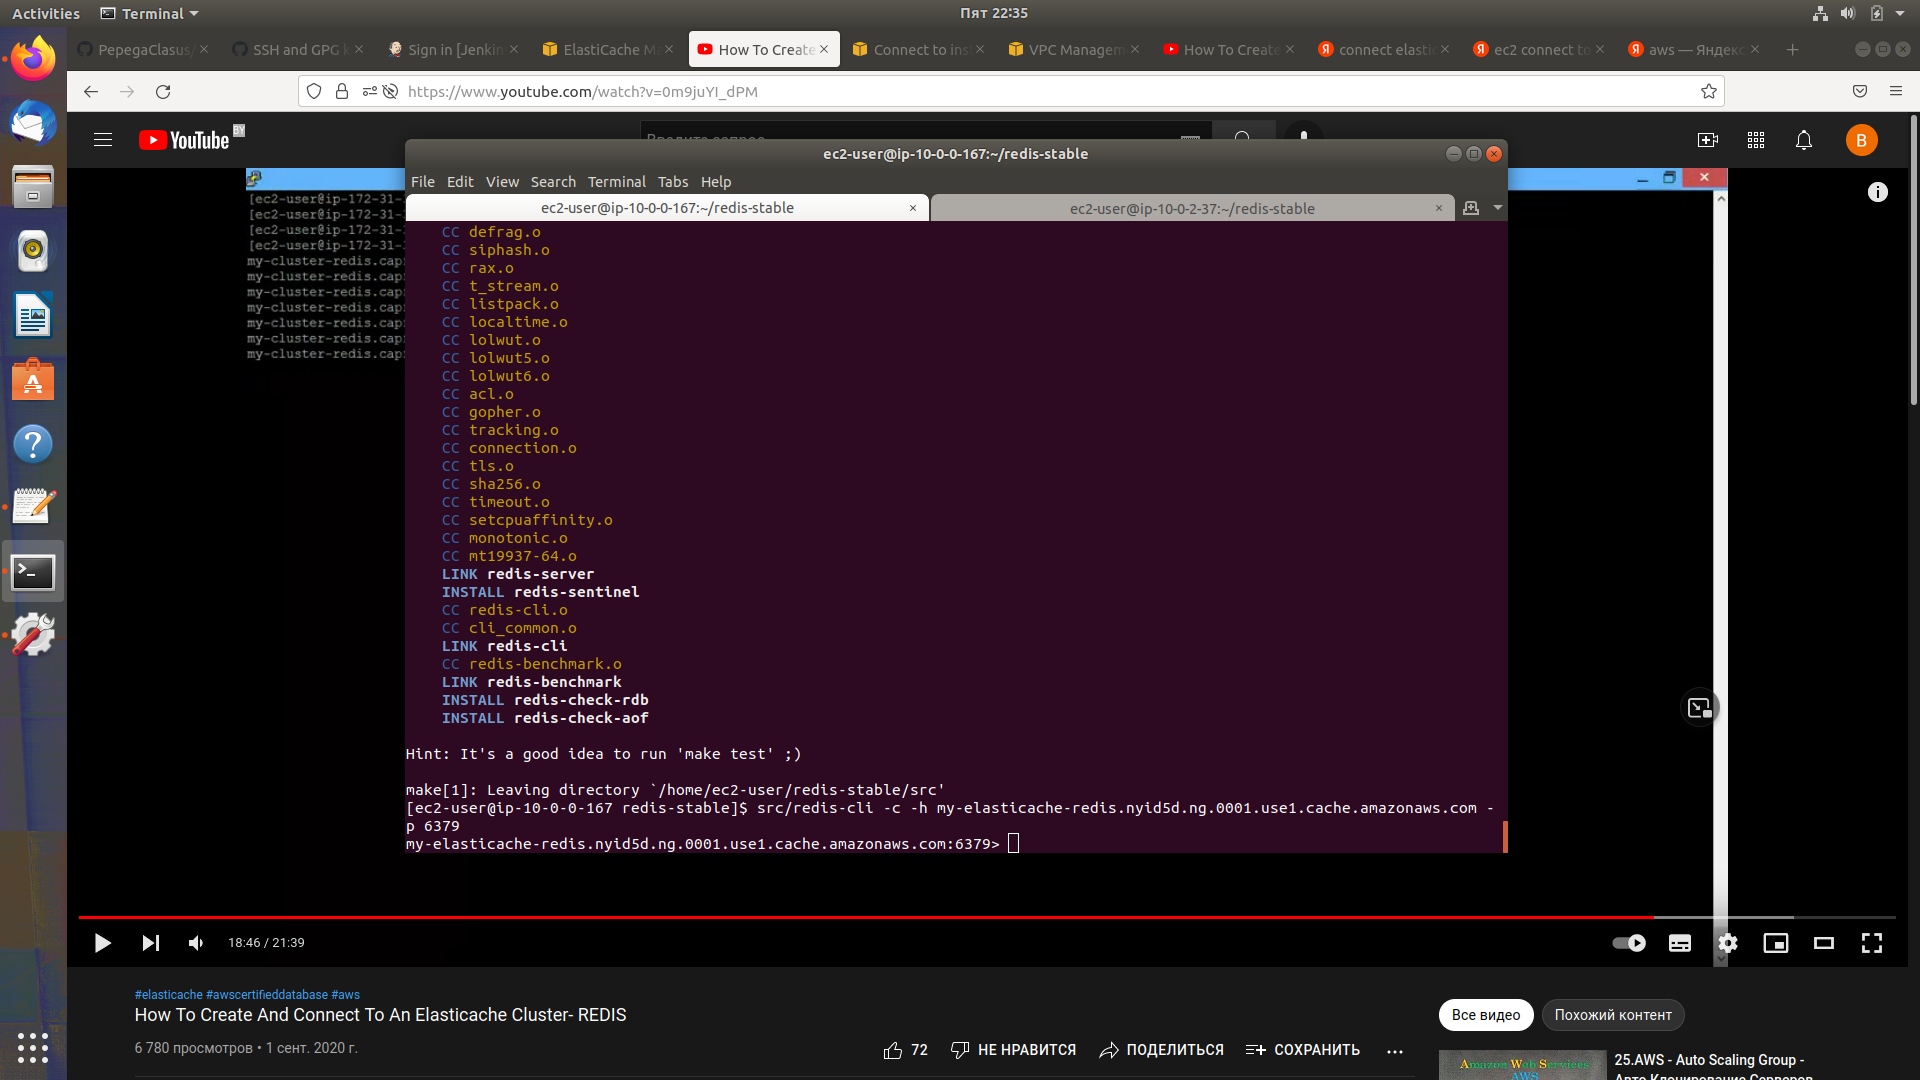 Activities
Terminal
Пят 22:35
PepegaClasus/
SSH and GPG k
Sign in [Jenkin
ElastiCache Ma
How To Create
Connect to ins
VPC Managem
How To Create
connect elastic
ec2 connect to
aws — Яндекс
https://www.youtube.com/watch?v=0m9juYI_dPM
YouTube BY
B
ec2-user@ip-10-0-0-167:~/redis-stable
File Edit View Search Terminal Tabs Help
ec2-user@ip-10-0-0-167:~/redis-stable
ec2-user@ip-10-0-2-37:~/redis-stable
[ec2-user@ip-172-31-
[ec2-user@ip-172-31-
[ec2-user@ip-172-31-
[ec2-user@ip-172-31-
my-cluster-redis.cap
my-cluster-redis.cap
my-cluster-redis.cap
my-cluster-redis.cap
my-cluster-redis.cap
my-cluster-redis.cap
my-cluster-redis.cap
CC defrag.o
CC siphash.o
CC rax.o
CC t_stream.o
CC listpack.o
CC localtime.o
CC lolwut.o
CC lolwut5.o
CC lolwut6.o
CC acl.o
CC gopher.o
CC tracking.o
CC connection.o
CC tls.o
CC sha256.o
CC timeout.o
CC setcpuaffinity.o
CC monotonic.o
CC mt19937-64.o
LINK redis-server
INSTALL redis-sentinel
CC redis-cli.o
CC cli_common.o
LINK redis-cli
CC redis-benchmark.o
LINK redis-benchmark
INSTALL redis-check-rdb
INSTALL redis-check-aof
Hint: It's a good idea to run 'make test' ;)
make[1]: Leaving directory `/home/ec2-user/redis-stable/src'
[ec2-user@ip-10-0-0-167 redis-stable]$ src/redis-cli -c -h my-elasticache-redis.nyid5d.ng.0001.use1.cache.amazonaws.com -
p 6379
my-elasticache-redis.nyid5d.ng.0001.use1.cache.amazonaws.com:6379>
18:46 / 21:39
#elasticache #awscertifieddatabase #aws
How To Create And Connect To An Elasticache Cluster- REDIS
6 780 просмотров • 1 сент. 2020 г.
72
НЕ НРАВИТСЯ
ПОДЕЛИТЬСЯ
СОХРАНИТЬ
Все видео
Похожий контент
Amazon Web Services
AWS
25.AWS - Auto Scaling Group -
Авто Клонирование Серверов